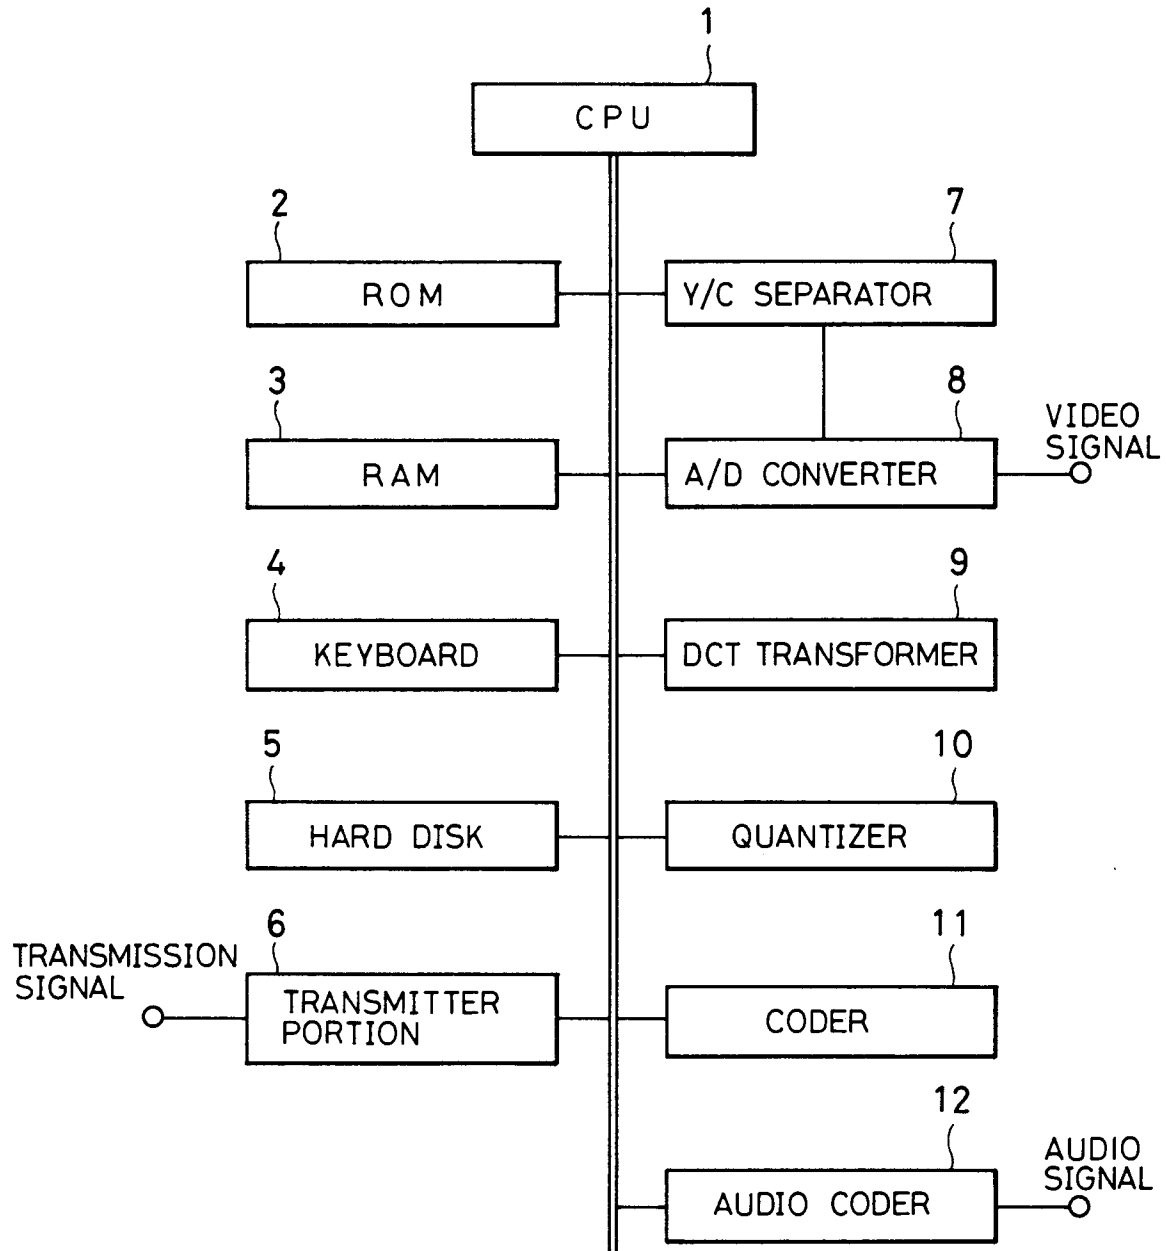 1
CPU
2
ROM
7
Y/C SEPARATOR
3
RAM
8
A/D CONVERTER
VIDEO
SIGNAL
4
KEYBOARD
9
DCT TRANSFORMER
5
HARD DISK
10
QUANTIZER
TRANSMISSION
SIGNAL
6
TRANSMITTER
PORTION
11
CODER
12
AUDIO CODER
AUDIO
SIGNAL